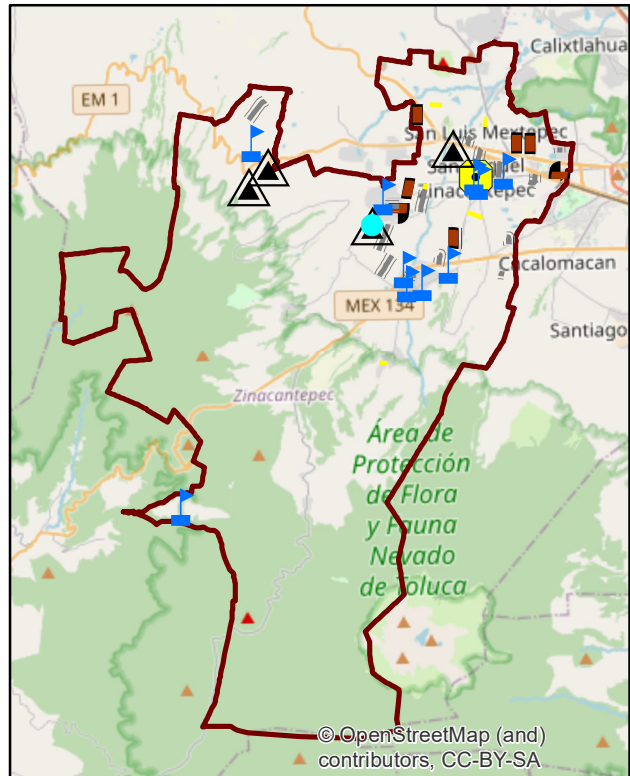 Calixtlahua
EM 1
San Luis Mextepec
San Miguel
Zinacantepec
Cacalomacan
MEX 134
Santiago
Zinacantepec
Área de
Protección
de Flora
y Fauna
Nevado
de Toluca
© OpenStreetMap (and)
contributors, CC-BY-SA